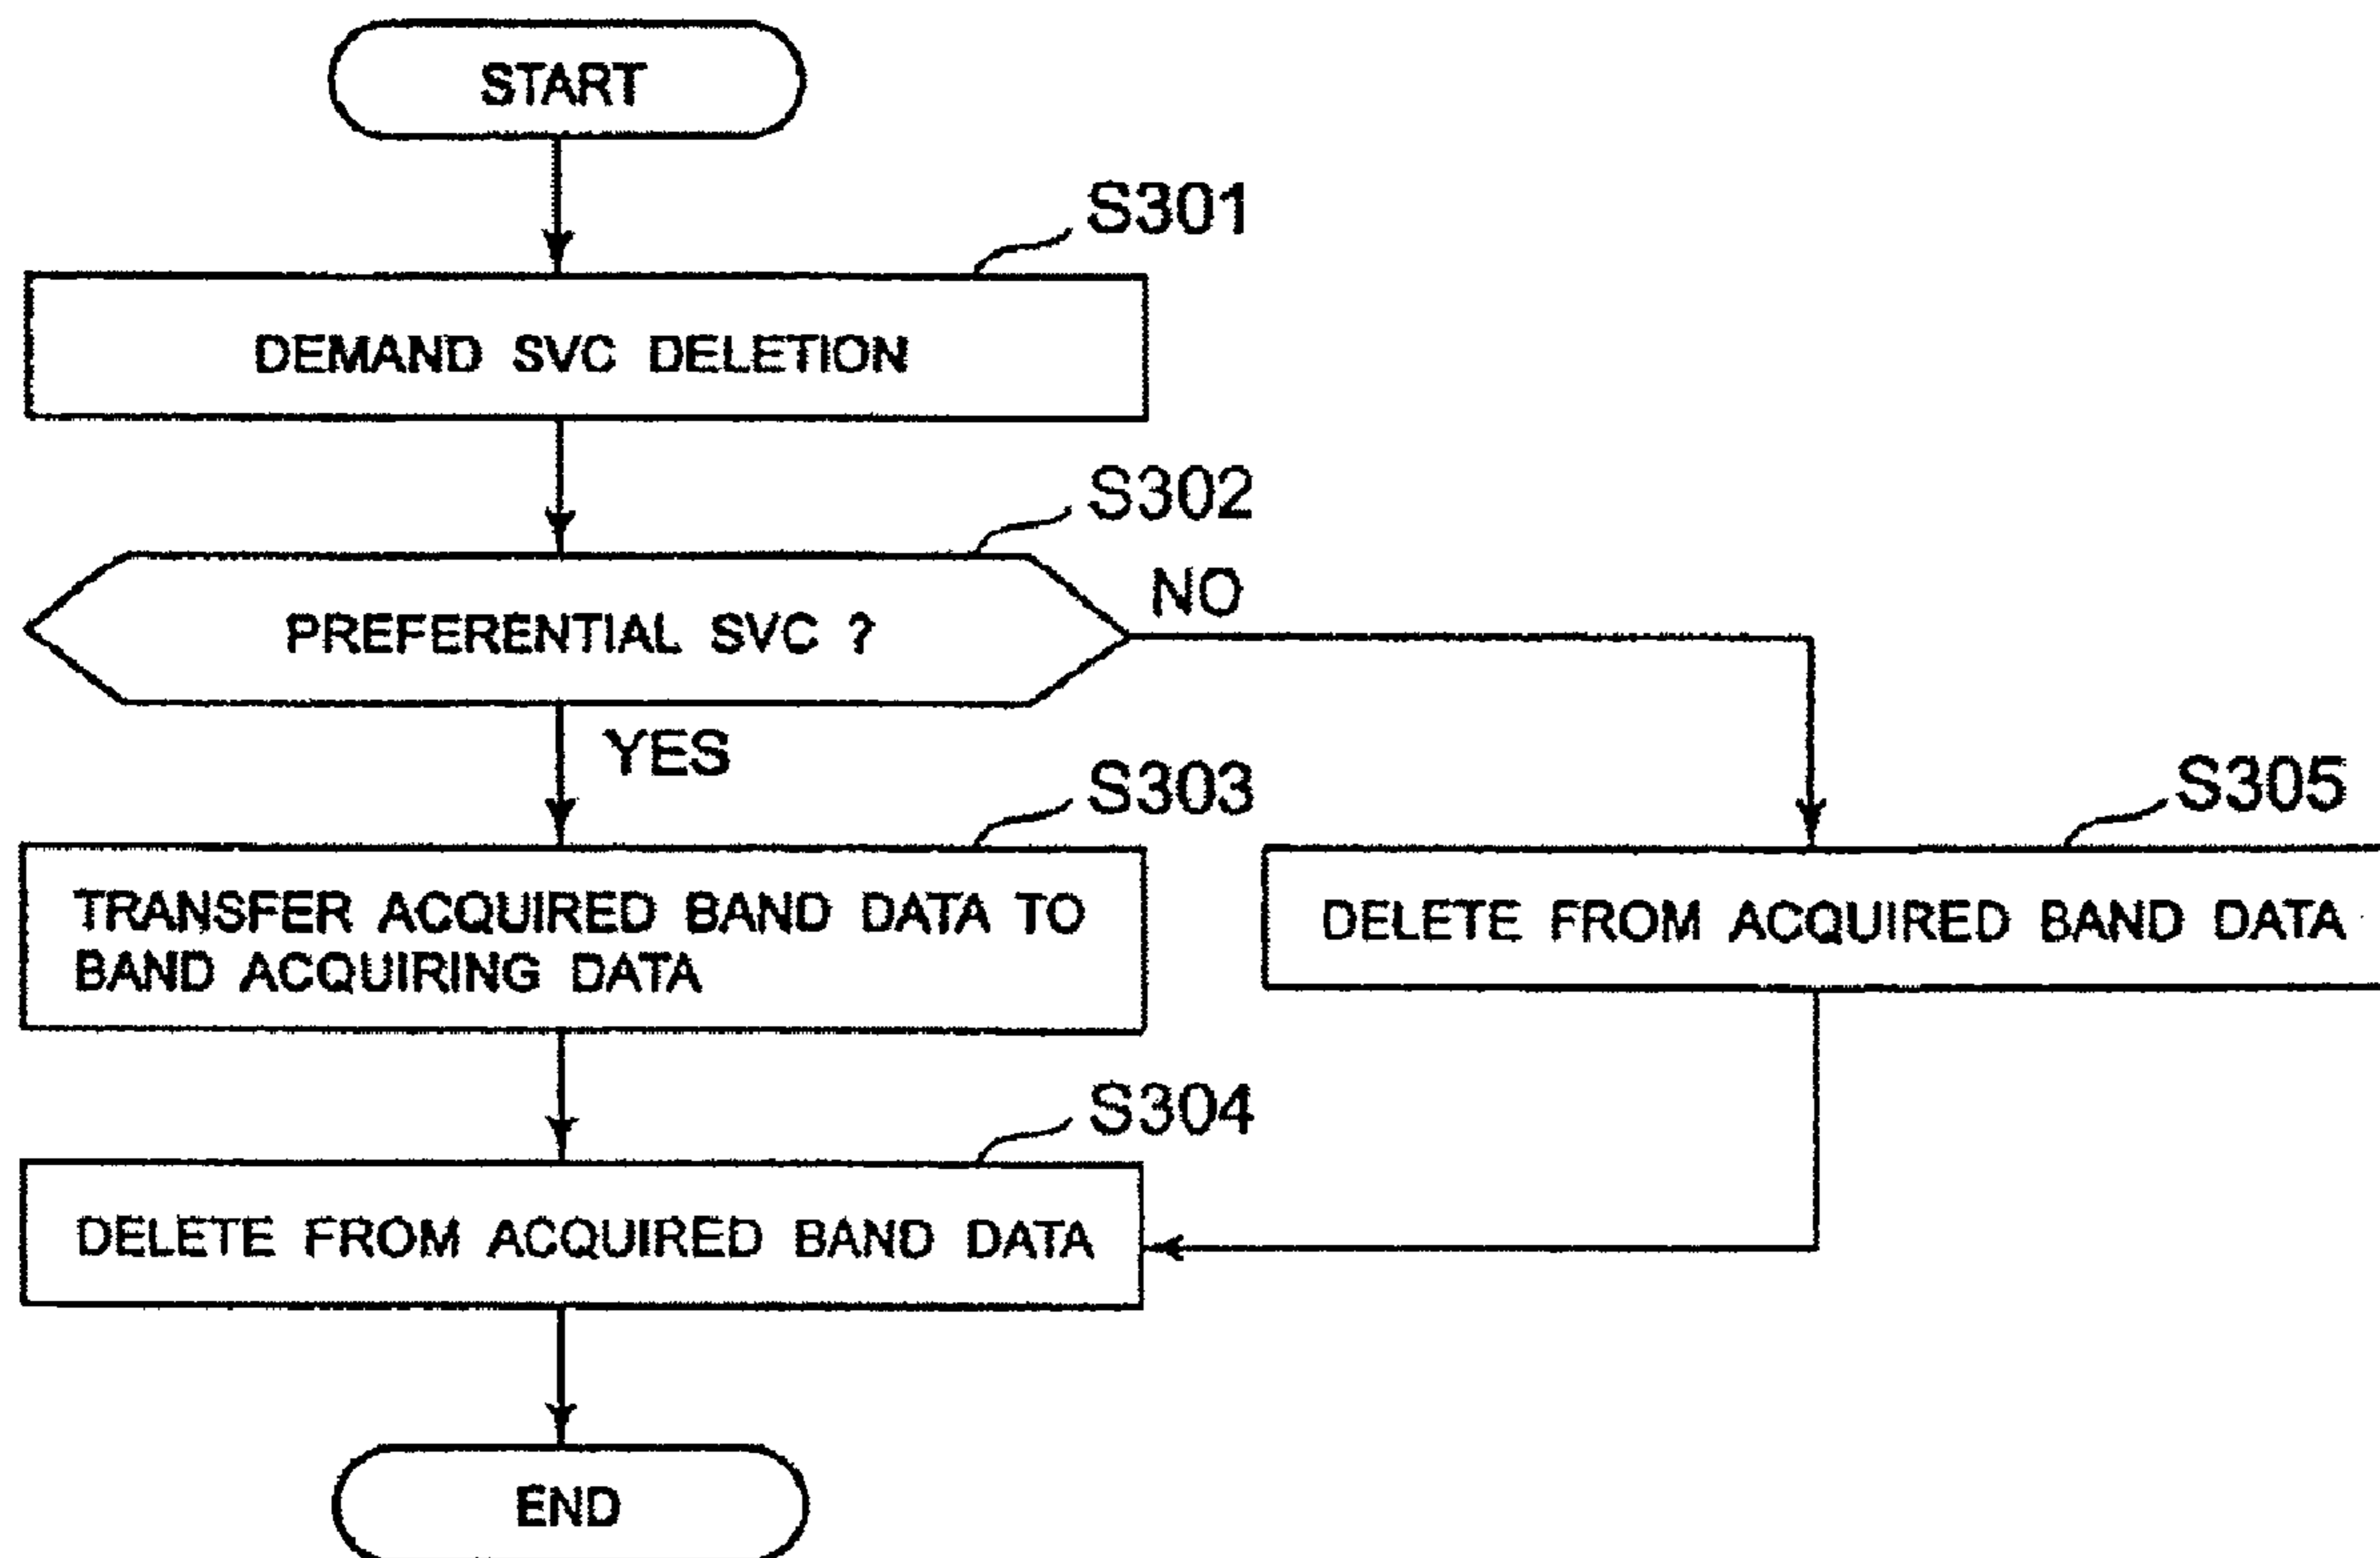 START
S301
DEMAND SVC DELETION
S302
PREFERENTIAL SVC ?
NO
YES
S303
TRANSFER ACQUIRED BAND DATA TO
BAND ACQUIRING DATA
S305
DELETE FROM ACQUIRED BAND DATA
S304
DELETE FROM ACQUIRED BAND DATA
END